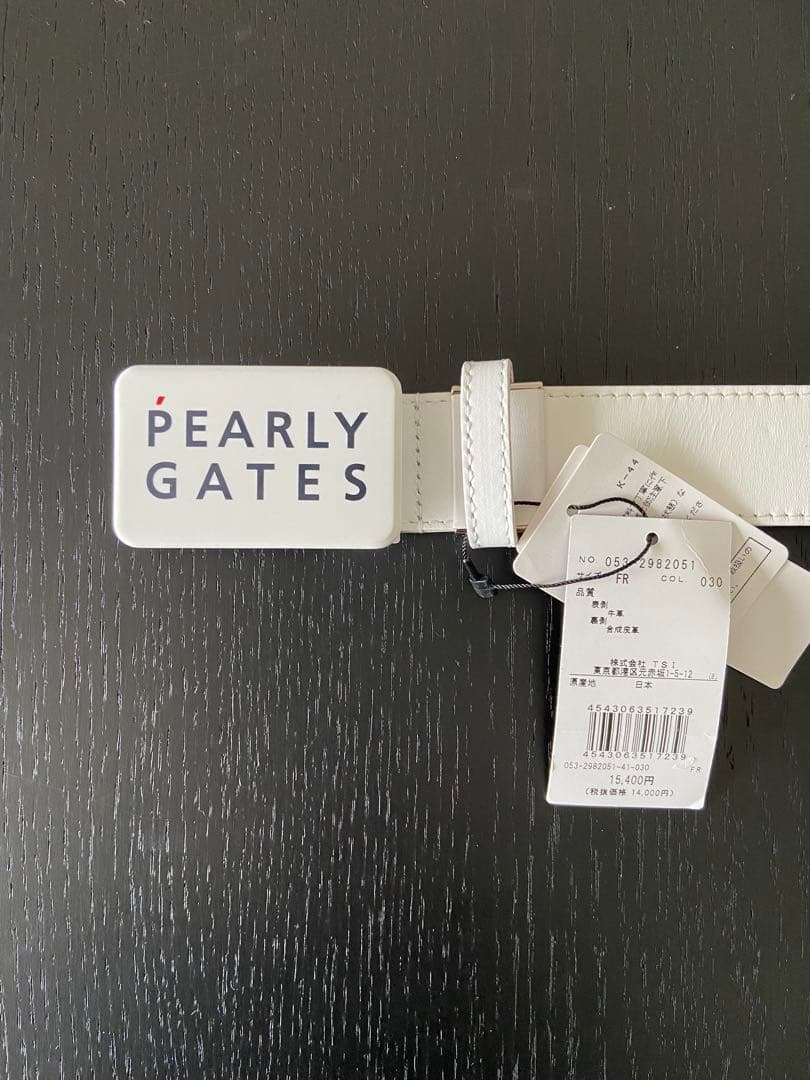 PEARLY
GATES
K-44
NO 053-2982051
サイズ FR COL 030
品質
表側
牛革
裏側
合成皮革
株式会社 TSI
東京都港区元赤坂1-5-12
原産地 日本
4543063517239
4543063517239
053-2982051-41-030 FR
15,400円
(税抜価格 14,000円)